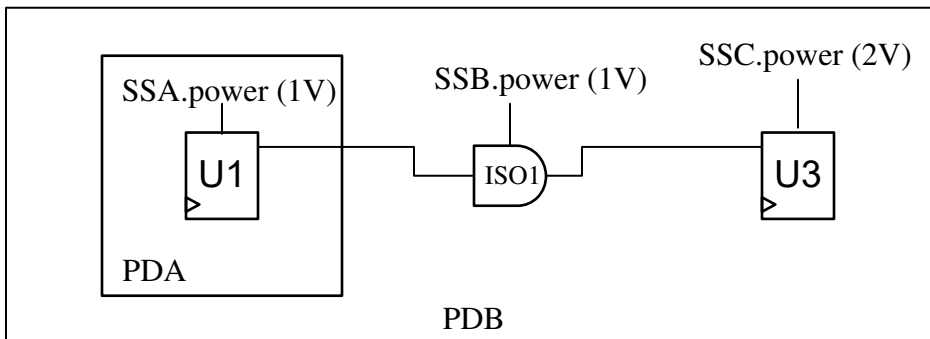 SSC.power (2V)
SSA.power (1V)
SSB.power (1V)
U1
ISO1
U3
PDA
PDB